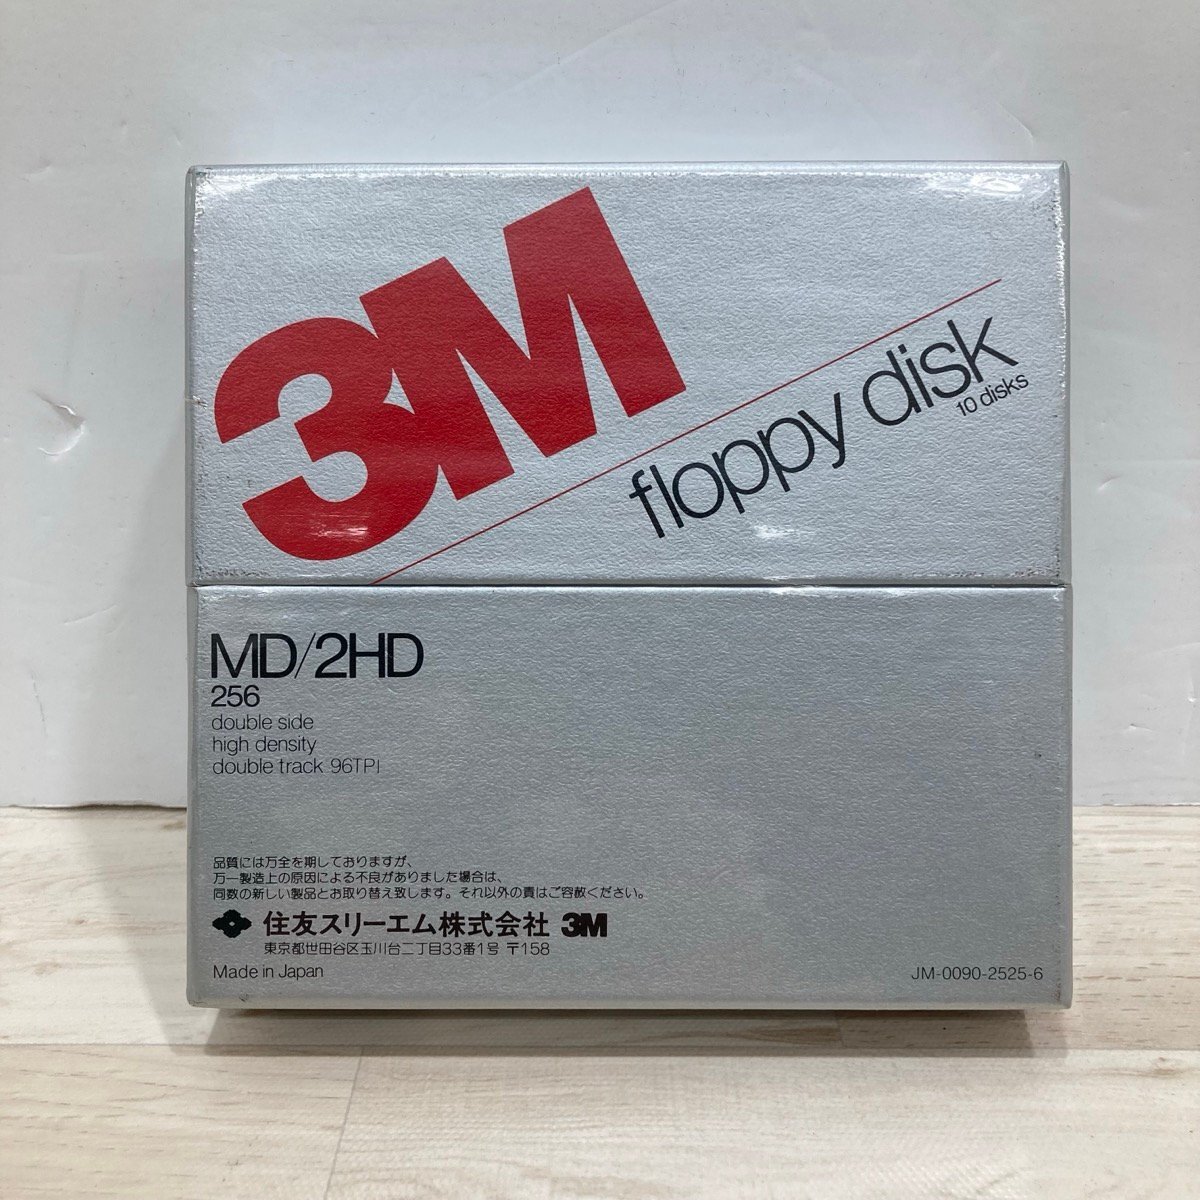 3M
floppy disk
10 disks
MD/2HD
256
double side
high density
double track 96TPI
品質には万全を期しておりますが、
万一製造上の原因による不良がありました場合は、
同数の新しい製品とお取り替え致します。それ以外の責はご容赦ください。
住友スリーエム株式会社 3M
東京都世田谷区玉川台二丁目33番1号 〒158
Made in Japan
JM-0090-2525-6